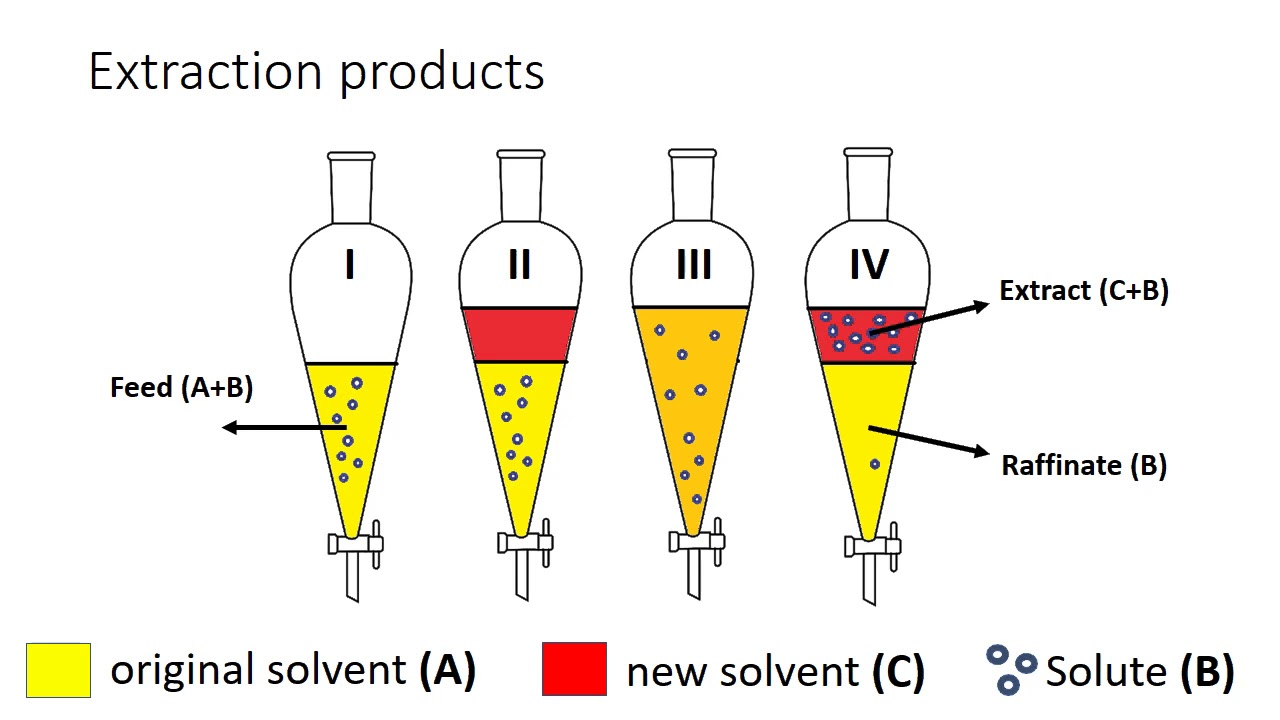 Extraction products
I
II
III
IV
Extract (C+B)
Feed (A+B)
Raffinate (B)
original solvent (A)
new solvent (C)
Solute (B)